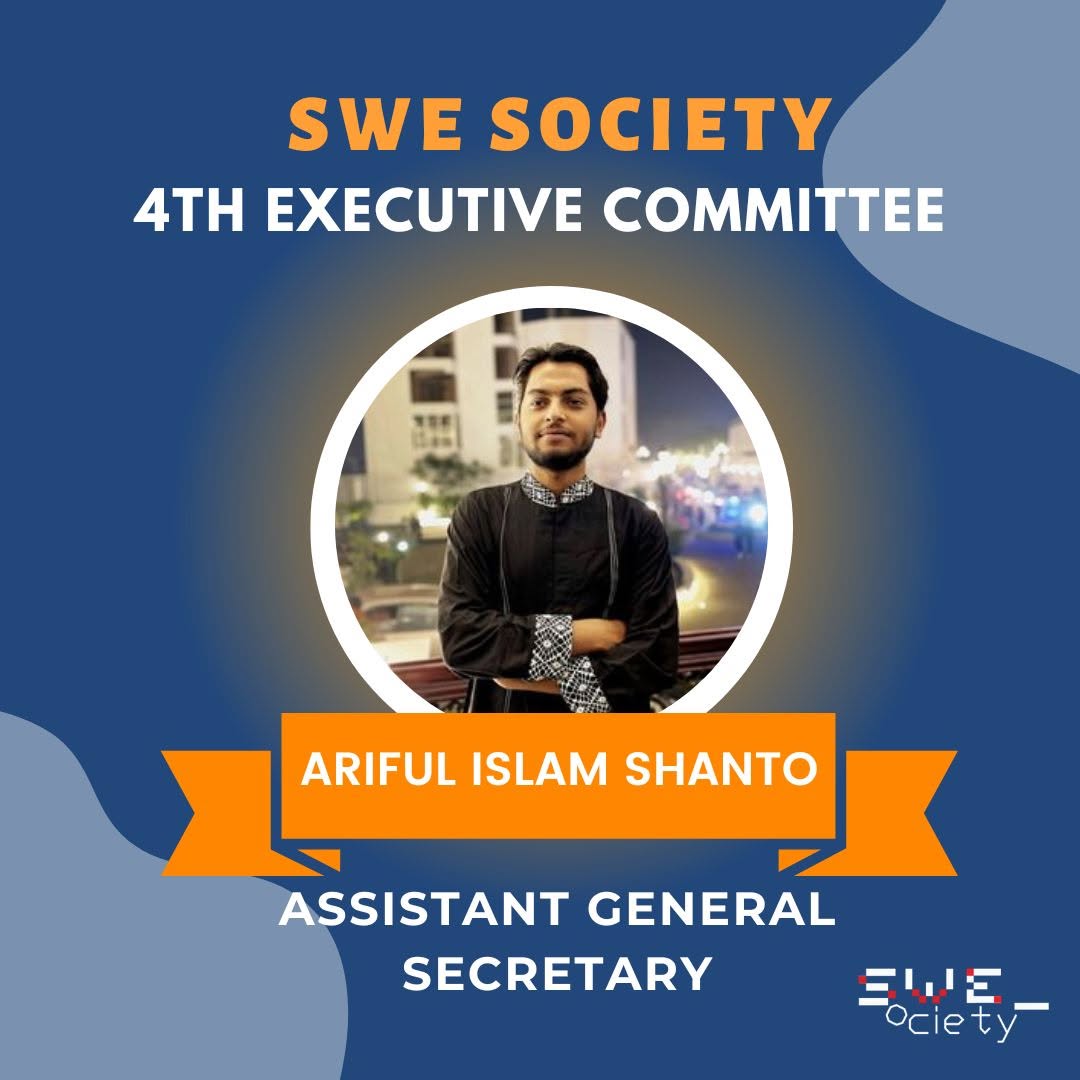 SWE SOCIETY
4TH EXECUTIVE COMMITTEE
ARIFUL ISLAM SHANTO
ASSISTANT GENERAL
SECRETARY
SWE_
ociety